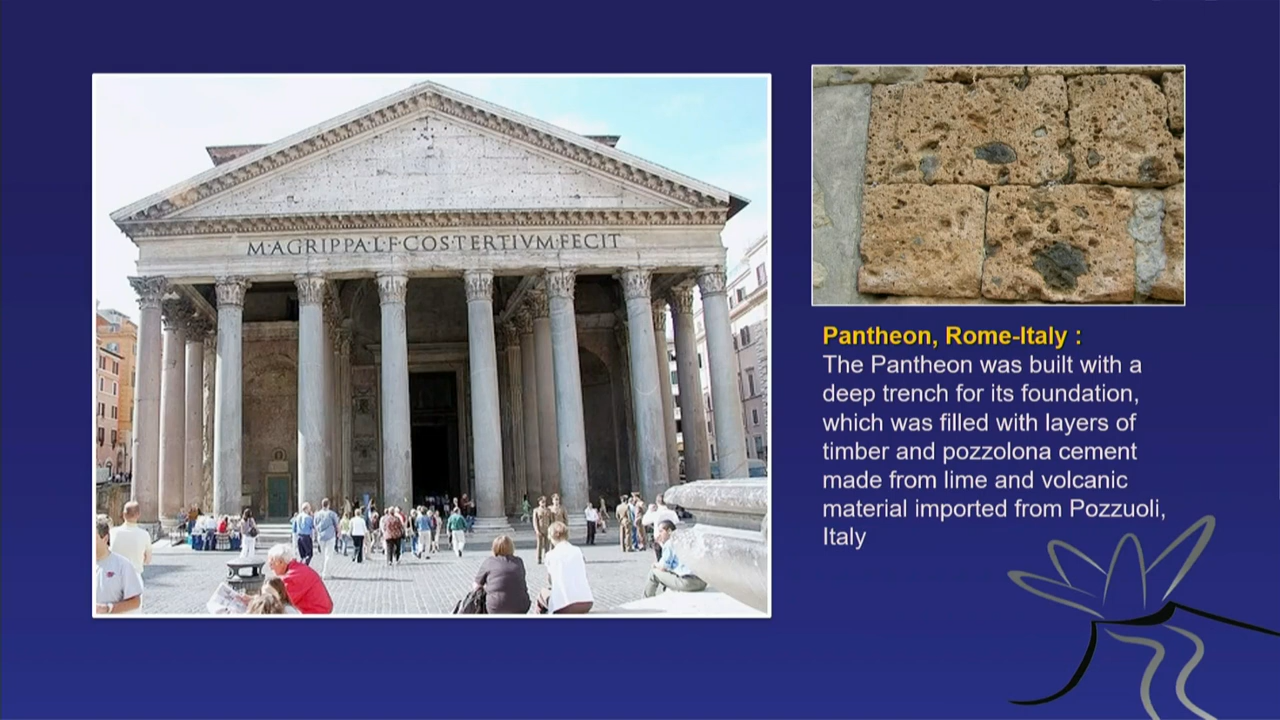 M·AGRIPPA·L·F·COS·TERTIVM·FECIT
Pantheon, Rome-Italy :
The Pantheon was built with a
deep trench for its foundation,
which was filled with layers of
timber and pozzolona cement
made from lime and volcanic
material imported from Pozzuoli,
Italy